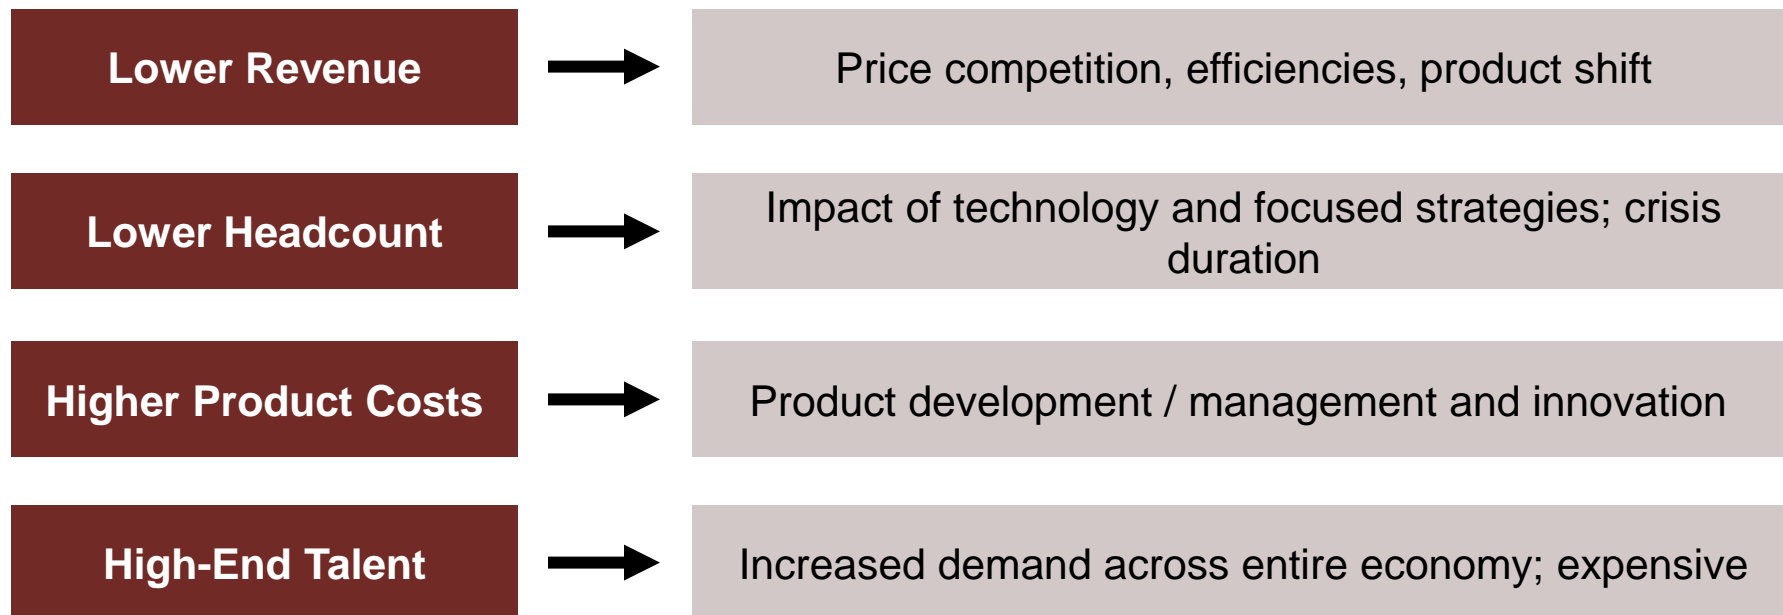 Lower Revenue
Price competition, efficiencies, product shift
Lower Headcount
Impact of technology and focused strategies; crisis
duration
Higher Product Costs
Product development / management and innovation
High-End Talent
Increased demand across entire economy; expensive